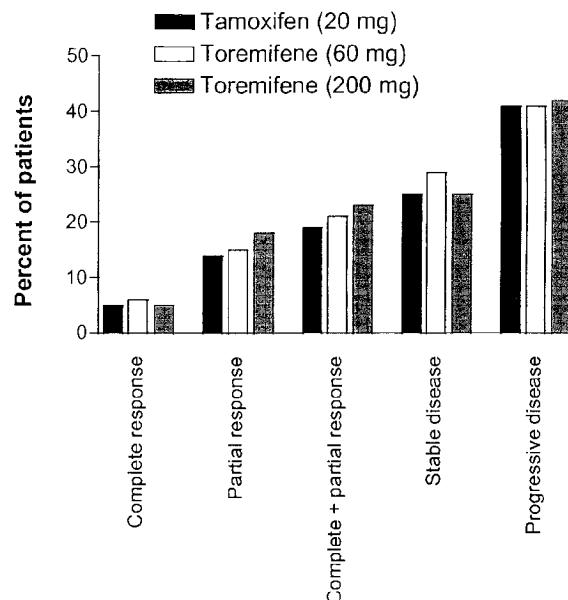 Tamoxifen (20 mg)
Toremifene (60 mg)
Toremifene (200 mg)
50
40
30
20
10
0
Percent of patients
Complete response
Partial response
Complete + partial response
Stable disease
Progressive disease